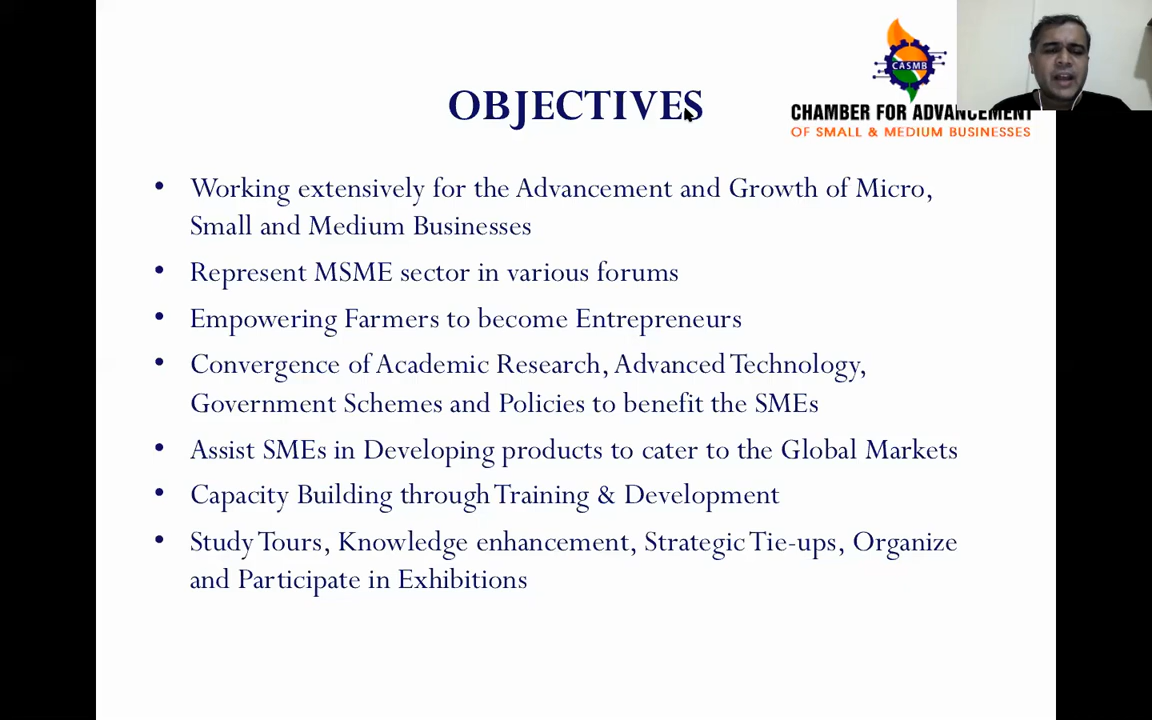 CASMB
CHAMBER FOR ADVANCEMENT
OF SMALL & MEDIUM BUSINESSES
OBJECTIVES
• Working extensively for the Advancement and Growth of Micro,
Small and Medium Businesses
• Represent MSME sector in various forums
• Empowering Farmers to become Entrepreneurs
• Convergence of Academic Research, Advanced Technology,
Government Schemes and Policies to benefit the SMEs
• Assist SMEs in Developing products to cater to the Global Markets
• Capacity Building through Training & Development
• Study Tours, Knowledge enhancement, Strategic Tie-ups, Organize
and Participate in Exhibitions